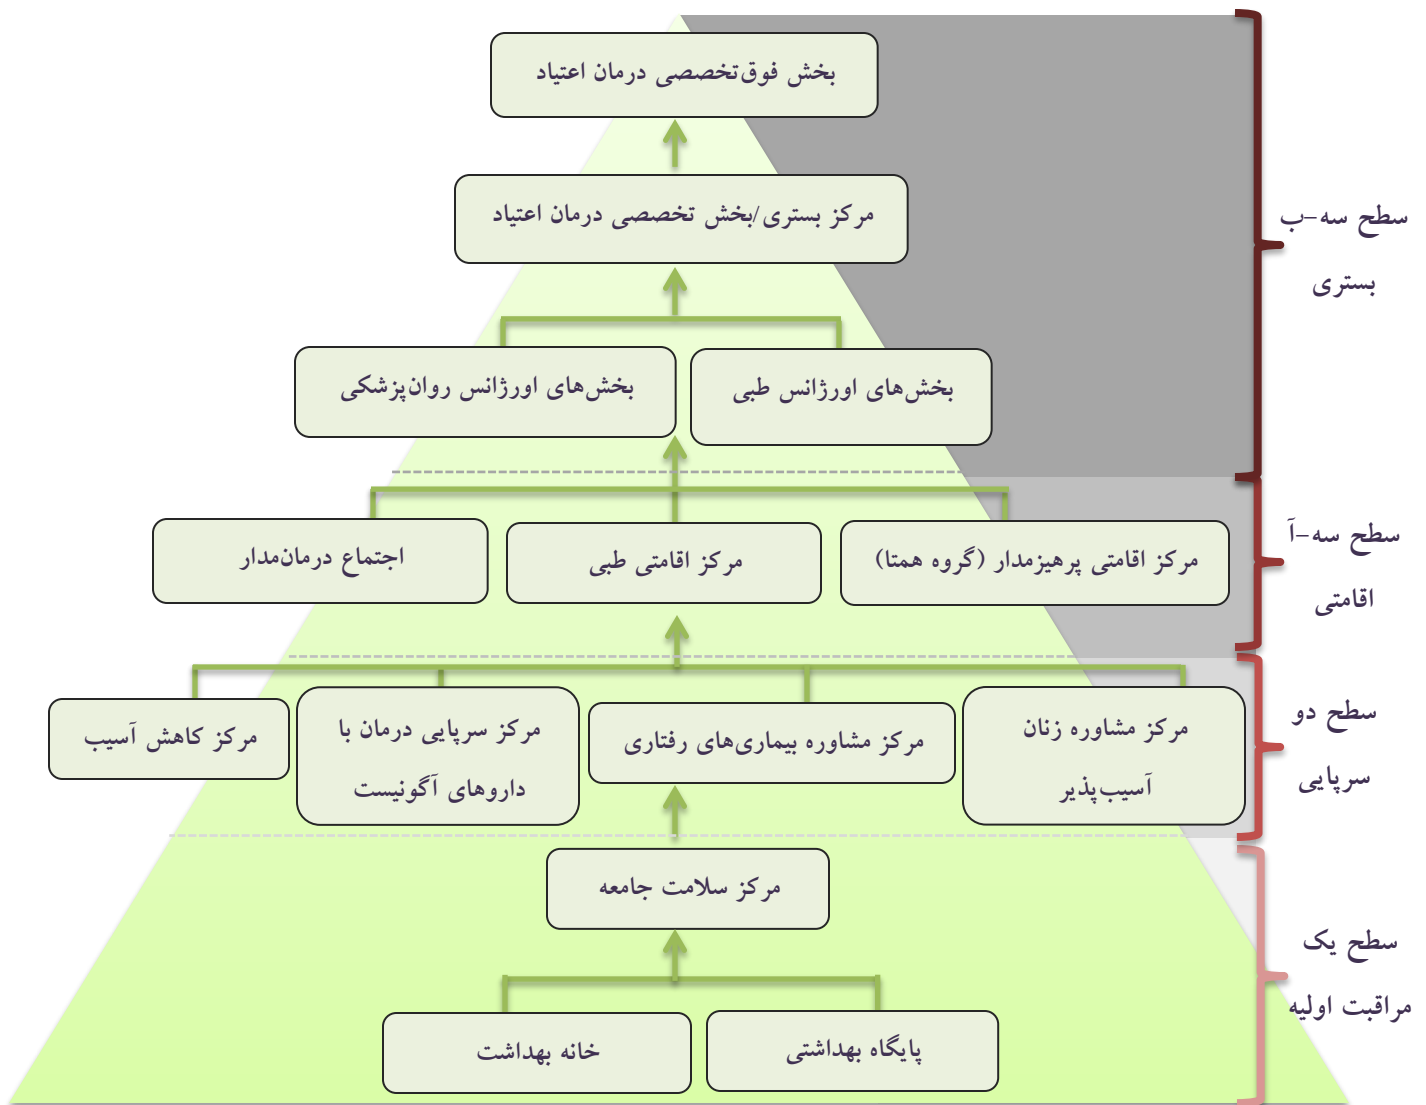 بخش فوق‌تخصصی درمان اعتیاد
مرکز بستری/بخش تخصصی درمان اعتیاد
سطح سه-ب
بستری
بخش‌های اورژانس طبی
بخش‌های اورژانس روان‌پزشکی
سطح سه-آ
اقامتی
مرکز اقامتی پرهیزمدار (گروه همتا)
مرکز اقامتی طبی
اجتماع درمان‌مدار
سطح دو
سرپایی
مرکز مشاوره زنان
آسیب‌پذیر
مرکز مشاوره بیماری‌های رفتاری
مرکز سرپایی درمان با
داروهای آگونیست
مرکز کاهش آسیب
سطح یک
مراقبت اولیه
مرکز سلامت جامعه
پایگاه بهداشتی
خانه بهداشت